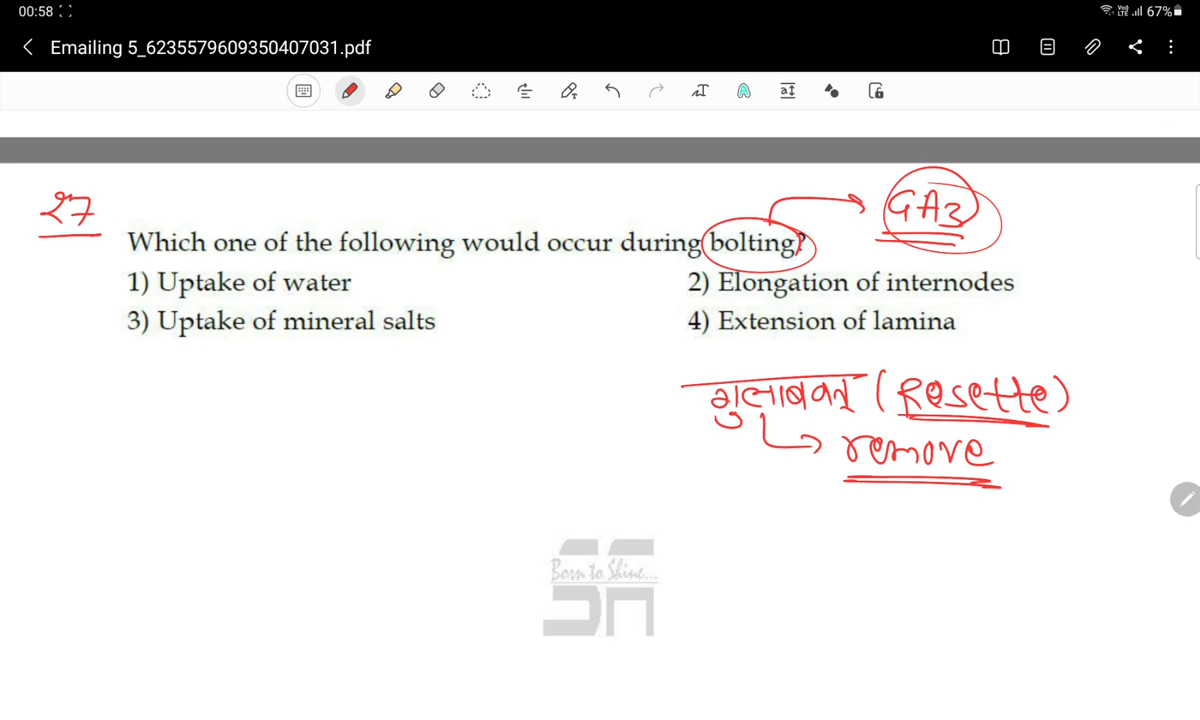 00:58
67%
Emailing 5_6235579609350407031.pdf
27
GA3
Which one of the following would occur during bolting?
1) Uptake of water
2) Elongation of internodes
3) Uptake of mineral salts
4) Extension of lamina
(Rosette)
remove
Born to Shine...